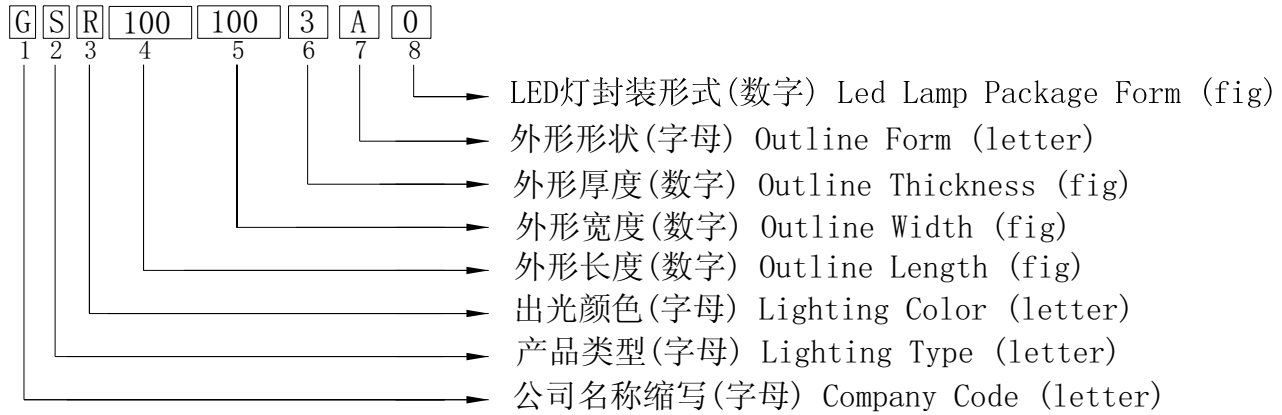 G S R 100 100 3 A 0
1 2 3 4 5 6 7 8
LED灯封装形式(数字) Led Lamp Package Form (fig)
外形形状(字母) Outline Form (letter)
外形厚度(数字) Outline Thickness (fig)
外形宽度(数字) Outline Width (fig)
外形长度(数字) Outline Length (fig)
出光颜色(字母) Lighting Color (letter)
产品类型(字母) Lighting Type (letter)
公司名称缩写(字母) Company Code (letter)